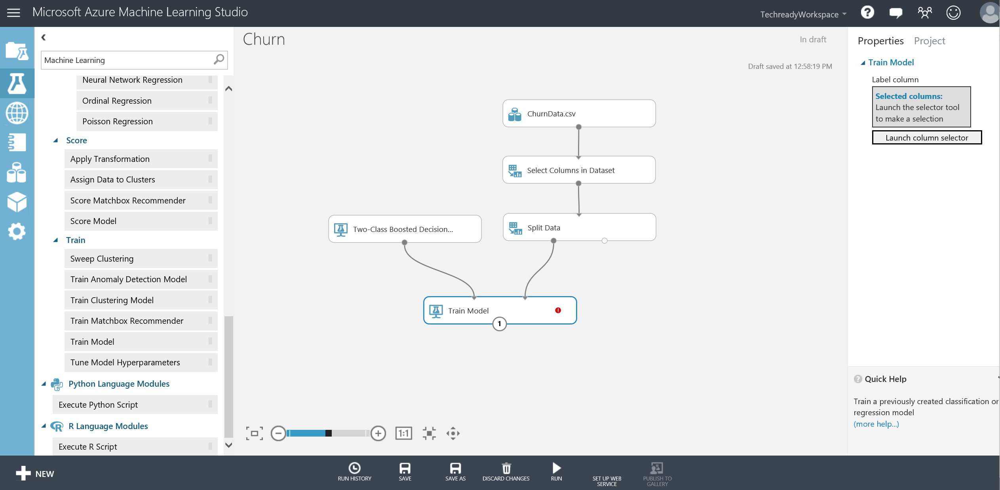 Microsoft Azure Machine Learning Studio
TechreadyWorkspace
Machine Learning
Neural Network Regression
Ordinal Regression
Poisson Regression
Score
Apply Transformation
Assign Data to Clusters
Score Matchbox Recommender
Score Model
Train
Sweep Clustering
Train Anomaly Detection Model
Train Clustering Model
Train Matchbox Recommender
Train Model
Tune Model Hyperparameters
Python Language Modules
Execute Python Script
R Language Modules
Execute R Script
Churn
In draft
Draft saved at 12:58:19 PM
ChurnData.csv
Select Columns in Dataset
Two-Class Boosted Decision...
Split Data
Train Model
1
1:1
Properties Project
Train Model
Label column
Selected columns:
Launch the selector tool
to make a selection
Launch column selector
Quick Help
Train a previously created classification or
regression model
(more help...)
NEW
RUN HISTORY
SAVE
SAVE AS
DISCARD CHANGES
RUN
SET UP WEB
SERVICE
PUBLISH TO
GALLERY